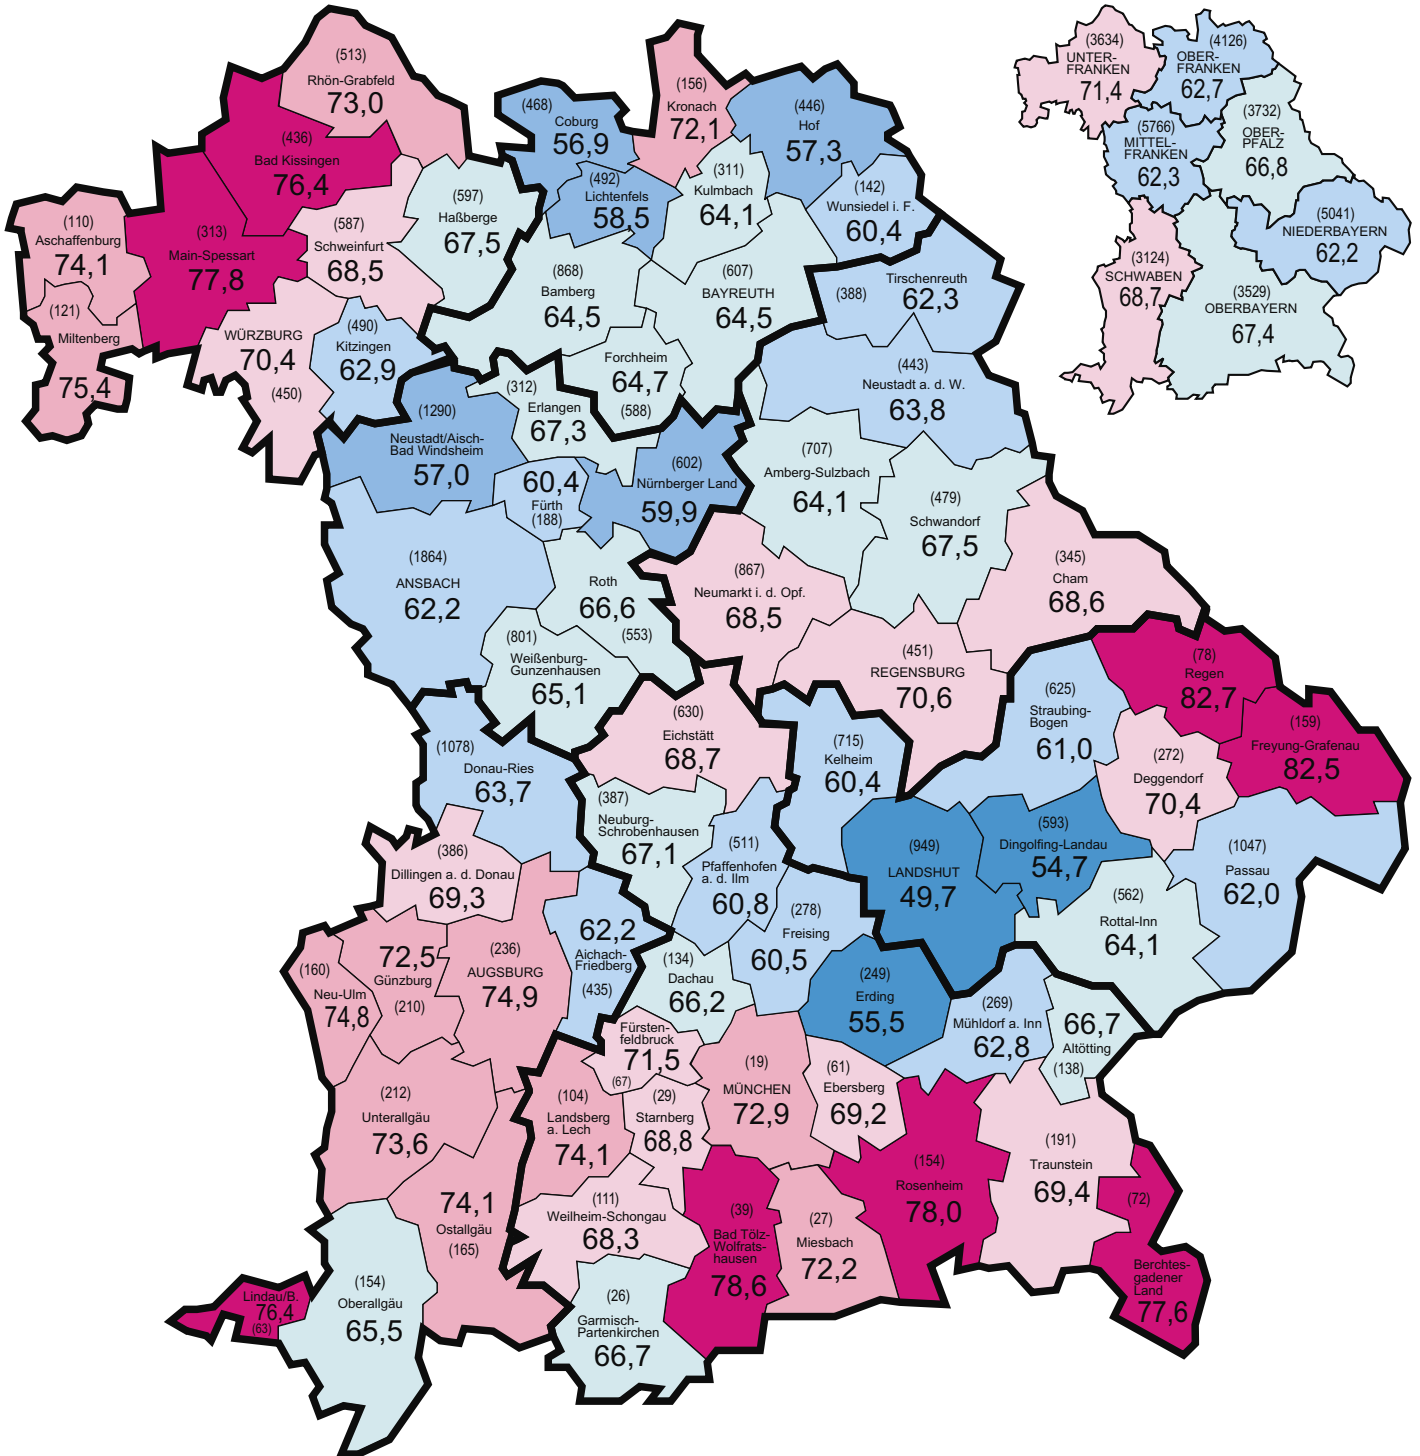 (513)
Rhön-Grabfeld
73,0
(436)
Bad Kissingen
76,4
(110)
Aschaffenburg
74,1
(313)
Main-Spessart
77,8
(587)
Schweinfurt
68,5
(597)
Haßberge
67,5
(121)
Miltenberg
75,4
WÜRZBURG
70,4
(450)
(490)
Kitzingen
62,9
(468)
Coburg
56,9
(156)
Kronach
72,1
(446)
Hof
57,3
(492)
Lichtenfels
58,5
(311)
Kulmbach
64,1
(142)
Wunsiedel i. F.
60,4
(868)
Bamberg
64,5
(607)
BAYREUTH
64,5
Forchheim
64,7
(588)
(388)
Tirschenreuth
62,3
(443)
Neustadt a. d. W.
63,8
(707)
Amberg-Sulzbach
64,1
(479)
Schwandorf
67,5
(345)
Cham
68,6
(867)
Neumarkt i. d. Opf.
68,5
(451)
REGENSBURG
70,6
(1290)
Neustadt/Aisch-
Bad Windsheim
57,0
(312)
Erlangen
67,3
60,4
Fürth
(188)
(602)
Nürnberger Land
59,9
(1864)
ANSBACH
62,2
Roth
66,6
(553)
(801)
Weißenburg-
Gunzenhausen
65,1
(78)
Regen
82,7
(159)
Freyung-Grafenau
82,5
(625)
Straubing-
Bogen
61,0
(272)
Deggendorf
70,4
(715)
Kelheim
60,4
(949)
LANDSHUT
49,7
(593)
Dingolfing-Landau
54,7
(1047)
Passau
62,0
(562)
Rottal-Inn
64,1
(1078)
Donau-Ries
63,7
(386)
Dillingen a. d. Donau
69,3
72,5
Günzburg
(210)
(160)
Neu-Ulm
74,8
(236)
AUGSBURG
74,9
62,2
Aichach-
Friedberg
(435)
(212)
Unterallgäu
73,6
74,1
Ostallgäu
(165)
Lindau/B.
76,4
(63)
(154)
Oberallgäu
65,5
(630)
Eichstätt
68,7
(387)
Neuburg-
Schrobenhausen
67,1
(511)
Pfaffenhofen
a. d. Ilm
60,8
(278)
Freising
60,5
(134)
Dachau
66,2
(249)
Erding
55,5
(269)
Mühldorf a. Inn
62,8
66,7
Altötting
(138)
Fürsten-
feldbruck
71,5
(67)
(19)
MÜNCHEN
72,9
(61)
Ebersberg
69,2
(104)
Landsberg
a. Lech
74,1
(29)
Starnberg
68,8
(111)
Weilheim-Schongau
68,3
(26)
Garmisch-
Partenkirchen
66,7
(39)
Bad Tölz-
Wolfrats-
hausen
78,6
(27)
Miesbach
72,2
(154)
Rosenheim
78,0
(191)
Traunstein
69,4
(72)
Berchtes-
gadener
Land
77,6
(3634)
UNTER-
FRANKEN
71,4
(4126)
OBER-
FRANKEN
62,7
(5766)
MITTEL-
FRANKEN
62,3
(3732)
OBER-
PFALZ
66,8
(5041)
NIEDERBAYERN
62,2
(3124)
SCHWABEN
68,7
(3529)
OBERBAYERN
67,4